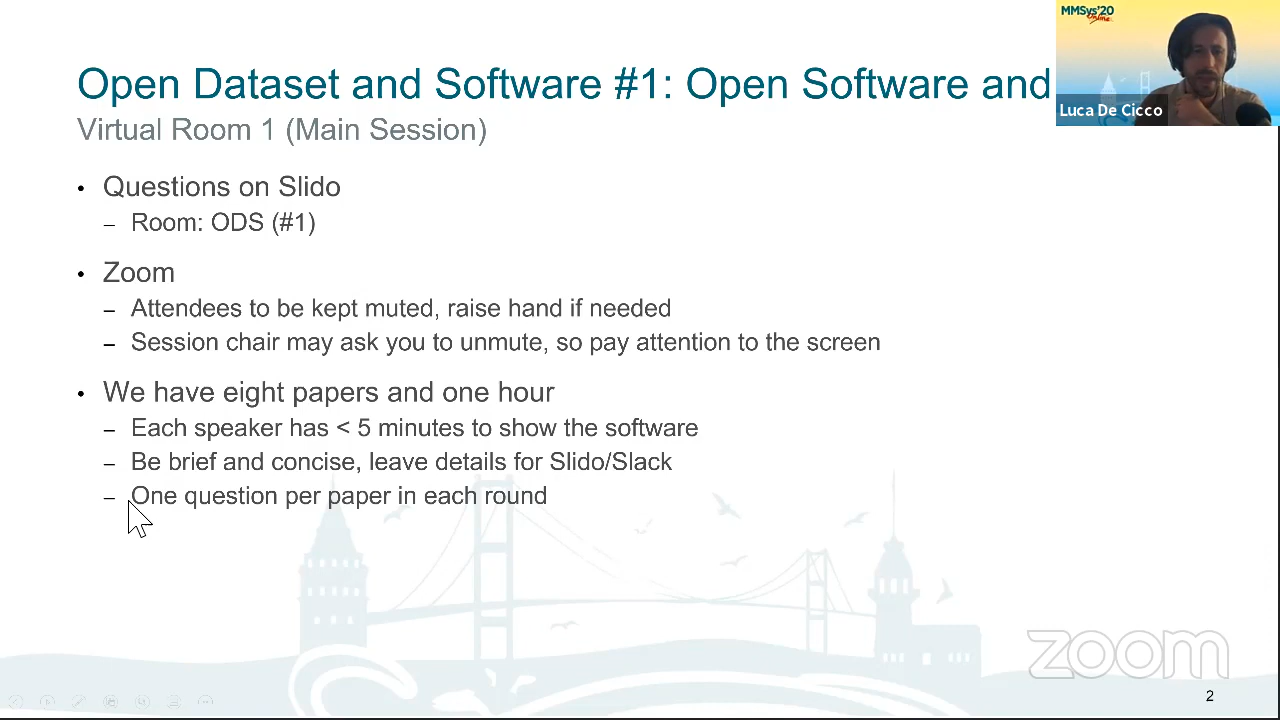 MMSys'20
Online
Luca De Cicco
Open Dataset and Software #1: Open Software and
Virtual Room 1 (Main Session)
• Questions on Slido
– Room: ODS (#1)
• Zoom
– Attendees to be kept muted, raise hand if needed
– Session chair may ask you to unmute, so pay attention to the screen
• We have eight papers and one hour
– Each speaker has < 5 minutes to show the software
– Be brief and concise, leave details for Slido/Slack
– One question per paper in each round
zoom
2